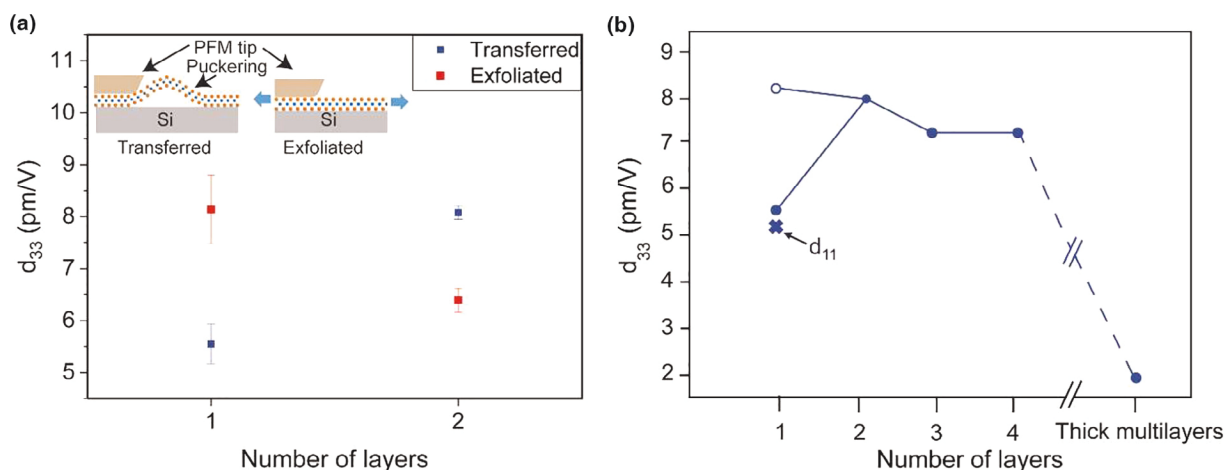 (a)
PFM tip
Puckering
Si
Transferred
Si
Exfoliated
Transferred
Exfoliated
11
10
9
8
7
6
5
d33 (pm/V)
1
2
Number of layers
(b)
9
8
7
6
5
4
3
2
d33 (pm/V)
d11
1
2
3
4
Thick multilayers
Number of layers